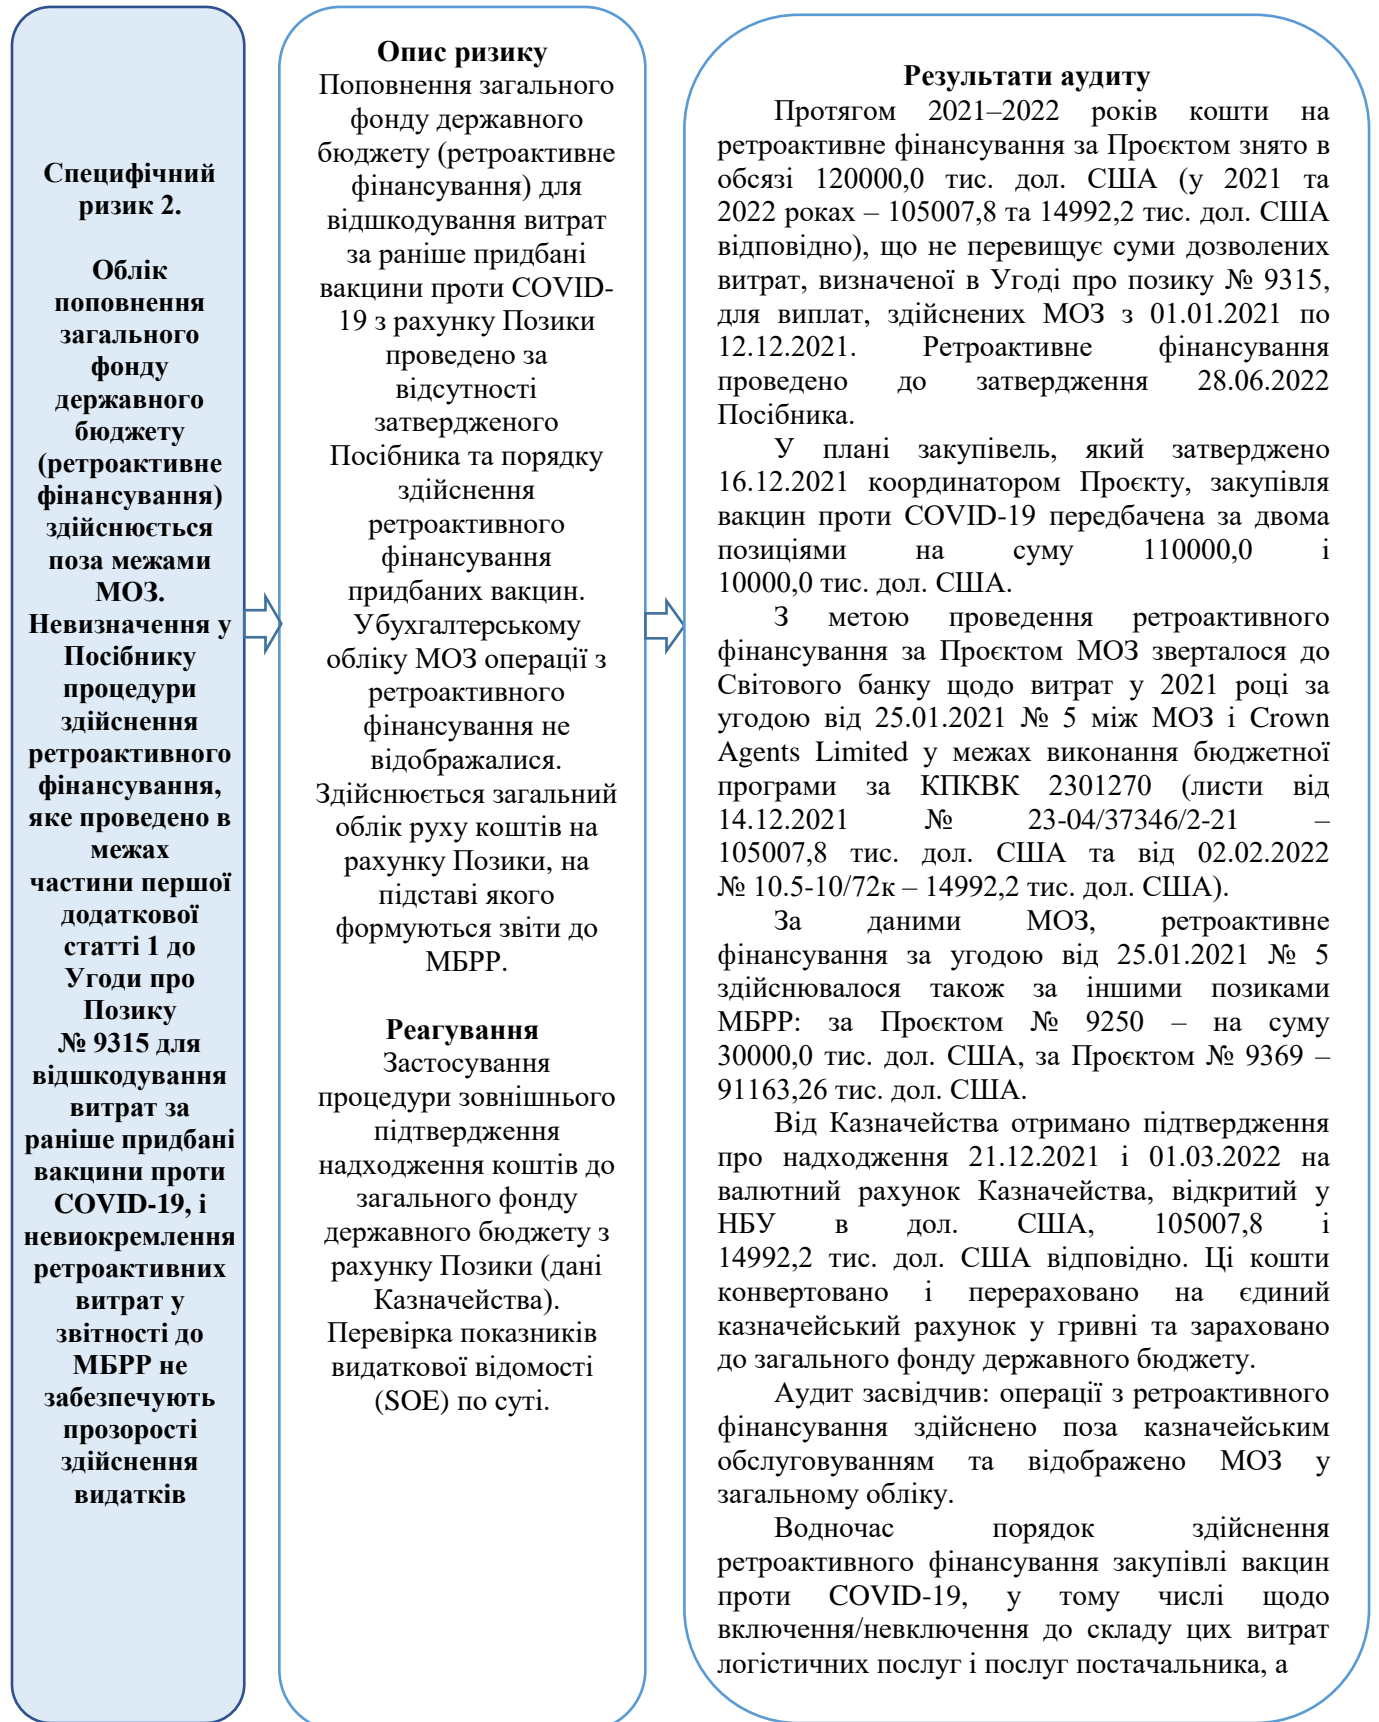 Специфічний
ризик 2.
Облік
поповнення
загального
фонду
державного
бюджету
(ретроактивне
фінансування)
здійснюється
поза межами
МОЗ.
Невизначення у
Посібнику
процедури
здійснення
ретроактивного
фінансування,
яке проведено в
межах
частини першої
додаткової
статті 1 до
Угоди про
Позику
№ 9315 для
відшкодування
витрат за
раніше придбані
вакцини проти
COVID-19, і
невиокремлення
ретроактивних
витрат у
звітності до
МБРР не
забезпечують
прозорості
здійснення
видатків
Опис ризику
Поповнення загального
фонду державного
бюджету (ретроактивне
фінансування) для
відшкодування витрат
за раніше придбані
вакцини проти COVID-
19 з рахунку Позики
проведено за
відсутності
затвердженого
Посібника та порядку
здійснення
ретроактивного
фінансування
придбаних вакцин.
Убухгалтерському
обліку МОЗ операції з
ретроактивного
фінансування не
відображалися.
Здійснюється загальний
облік руху коштів на
рахунку Позики, на
підставі якого
формуються звіти до
МБРР.
Реагування
Застосування
процедури зовнішнього
підтвердження
надходження коштів до
загального фонду
державного бюджету з
рахунку Позики (дані
Казначейства).
Перевірка показників
видаткової відомості
(SOE) по суті.
Результати аудиту
Протягом 2021–2022 років кошти на
ретроактивне фінансування за Проєктом знято в
обсязі 120000,0 тис. дол. США (у 2021 та
2022 роках – 105007,8 та 14992,2 тис. дол. США
відповідно), що не перевищує суми дозволених
витрат, визначеної в Угоді про позику № 9315,
для виплат, здійснених МОЗ з 01.01.2021 по
12.12.2021. Ретроактивне фінансування
проведено до затвердження 28.06.2022
Посібника.
У плані закупівель, який затверджено
16.12.2021 координатором Проєкту, закупівля
вакцин проти COVID-19 передбачена за двома
позиціями на суму 110000,0 і
10000,0 тис. дол. США.
З метою проведення ретроактивного
фінансування за Проєктом МОЗ зверталося до
Світового банку щодо витрат у 2021 році за
угодою від 25.01.2021 № 5 між МОЗ і Crown
Agents Limited у межах виконання бюджетної
програми за КПКВК 2301270 (листи від
14.12.2021 № 23-04/37346/2-21 –
105007,8 тис. дол. США та від 02.02.2022
№ 10.5-10/72к – 14992,2 тис. дол. США).
За даними МОЗ, ретроактивне
фінансування за угодою від 25.01.2021 № 5
здійснювалося також за іншими позиками
МБРР: за Проєктом № 9250 – на суму
30000,0 тис. дол. США, за Проєктом № 9369 –
91163,26 тис. дол. США.
Від Казначейства отримано підтвердження
про надходження 21.12.2021 і 01.03.2022 на
валютний рахунок Казначейства, відкритий у
НБУ в дол. США, 105007,8 і
14992,2 тис. дол. США відповідно. Ці кошти
конвертовано і перераховано на єдиний
казначейський рахунок у гривні та зараховано
до загального фонду державного бюджету.
Аудит засвідчив: операції з ретроактивного
фінансування здійснено поза казначейським
обслуговуванням та відображено МОЗ у
загальному обліку.
Водночас порядок здійснення
ретроактивного фінансування закупівлі вакцин
проти COVID-19, у тому числі щодо
включення/невключення до складу цих витрат
логістичних послуг і послуг постачальника, а